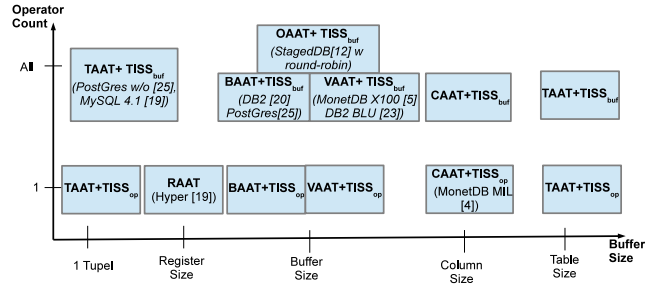 Operator
Count
OAAT+ TISSbuf
(StagedDB[12] w
round-robin)
All
TAAT+ TISSbuf
(PostGres w/o [25],
MySQL 4.1 [19])
BAAT+TISSbuf
(DB2 [20]
PostGres[25])
VAAT+ TISSbuf
(MonetDB X100 [5]
DB2 BLU [23])
CAAT+TISSbuf
TAAT+TISSbuf
1
TAAT+TISSop
RAAT
(Hyper [19])
BAAT+TISSop
VAAT+TISSop
CAAT+TISSop
(MonetDB MIL
[4])
TAAT+TISSop
1 Tupel
Register
Size
Buffer
Size
Column
Size
Table
Size
Buffer
Size